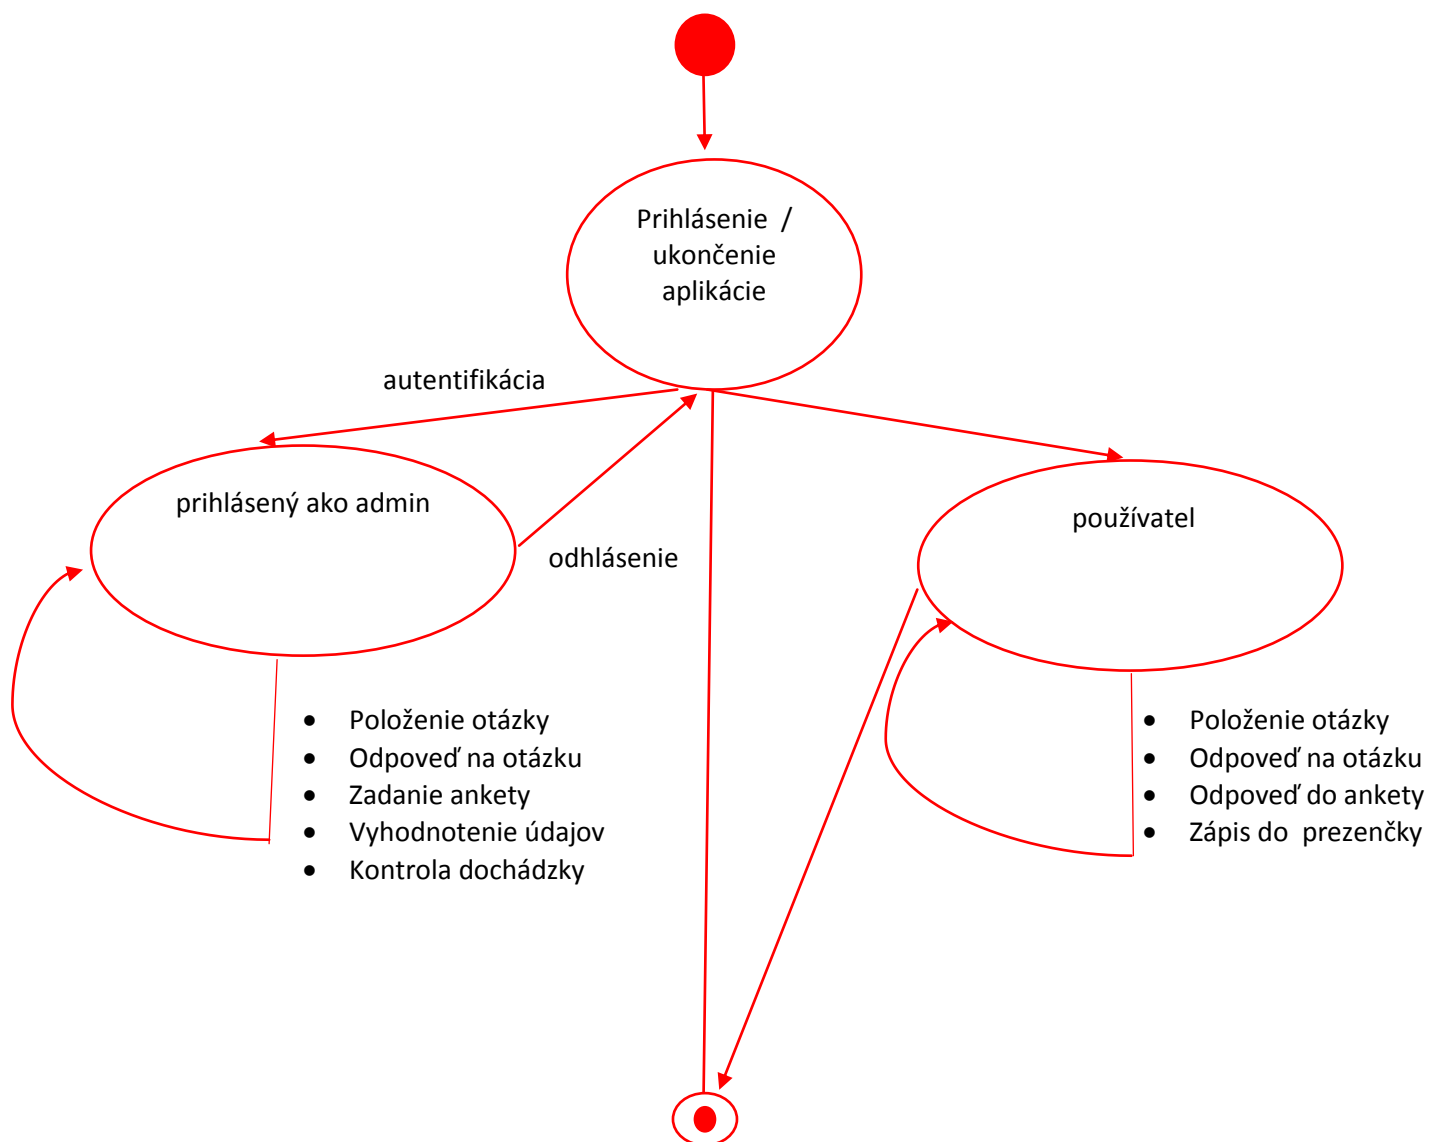 Prihlásenie /
ukončenie
aplikácie
autentifikácia
prihlásený ako admin
odhlásenie
používatel
• Položenie otázky
• Odpoveď na otázku
• Zadanie ankety
• Vyhodnotenie údajov
• Kontrola dochádzky
• Položenie otázky
• Odpoveď na otázku
• Odpoveď do ankety
• Zápis do prezenčky